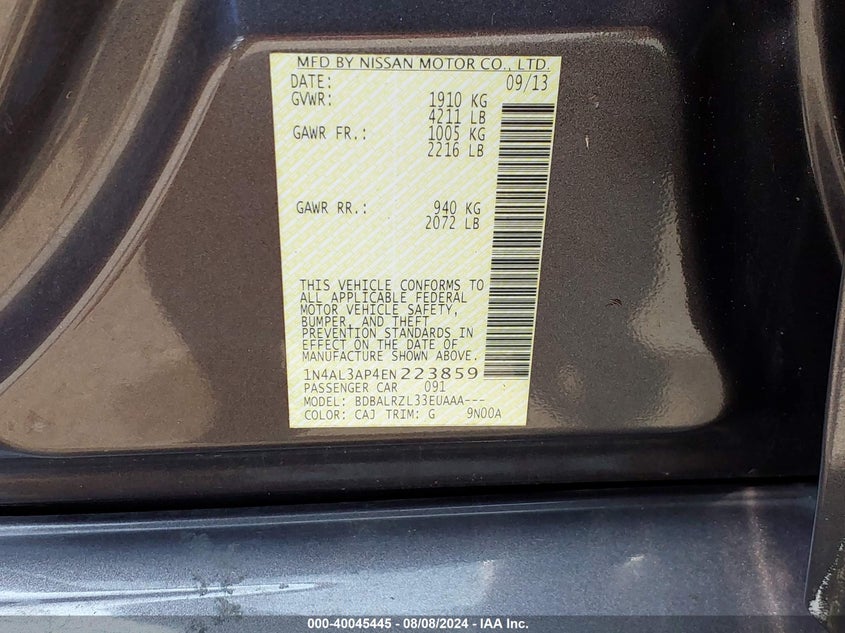 MFD BY NISSAN MOTOR CO., LTD.
DATE: 09/13
GVWR: 1910 KG
4211 LB
GAWR FR.: 1005 KG
2216 LB
GAWR RR.: 940 KG
2072 LB
THIS VEHICLE CONFORMS TO
ALL APPLICABLE FEDERAL
MOTOR VEHICLE SAFETY,
BUMPER, AND THEFT
PREVENTION STANDARDS IN
EFFECT ON THE DATE OF
MANUFACTURE SHOWN ABOVE.
1N4AL3AP4EN223859
PASSENGER CAR 091
MODEL: BDBALRZL33EUAAA---
COLOR: CAJ TRIM: G 9N00A
000-40045445 - 08/08/2024 - IAA Inc.